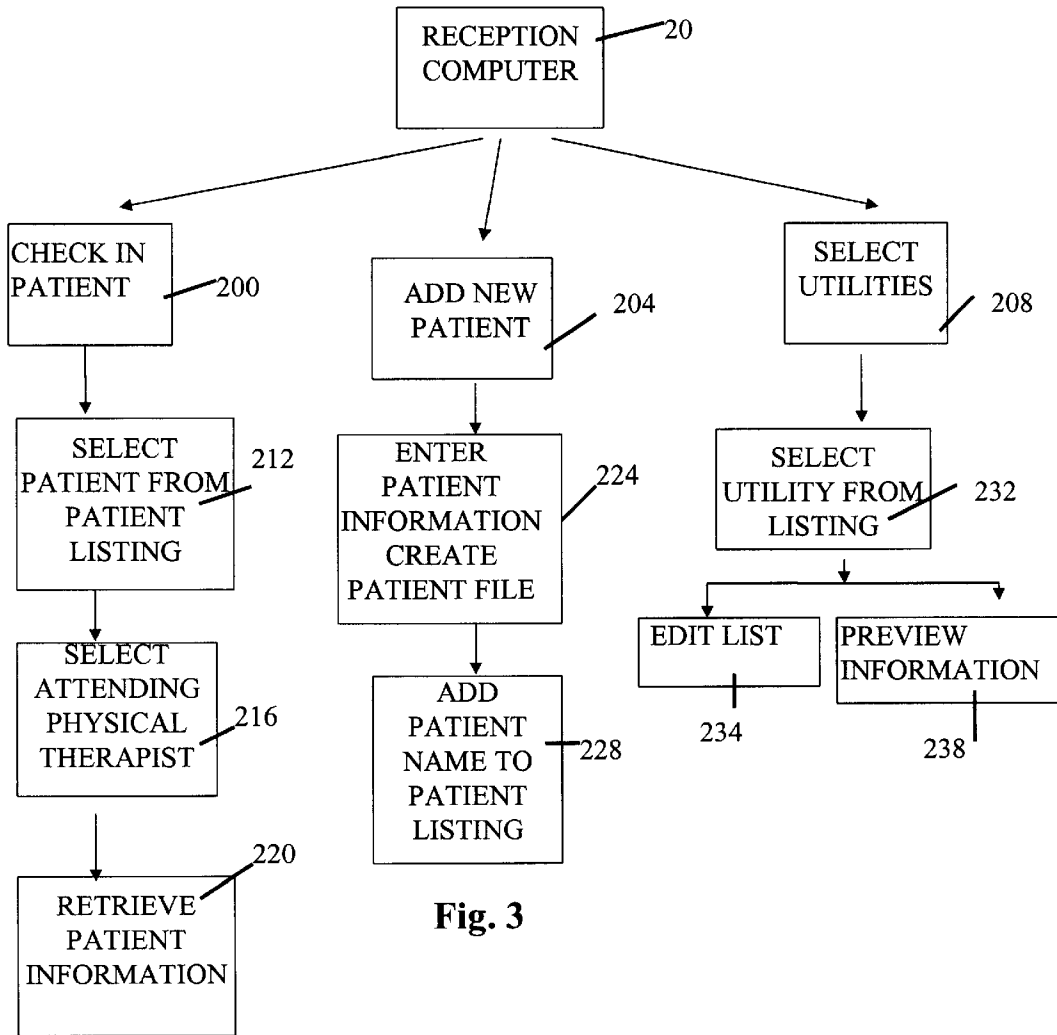 RECEPTION
COMPUTER
20
CHECK IN
PATIENT
200
ADD NEW
PATIENT
204
SELECT
UTILITIES
208
SELECT
PATIENT FROM
PATIENT
LISTING
212
ENTER
PATIENT
INFORMATION
CREATE
PATIENT FILE
224
SELECT
UTILITY FROM
LISTING
232
SELECT
ATTENDING
PHYSICAL
THERAPIST
216
ADD
PATIENT
NAME TO
PATIENT
LISTING
228
EDIT LIST
234
PREVIEW
INFORMATION
238
RETRIEVE
PATIENT
INFORMATION
220
Fig. 3